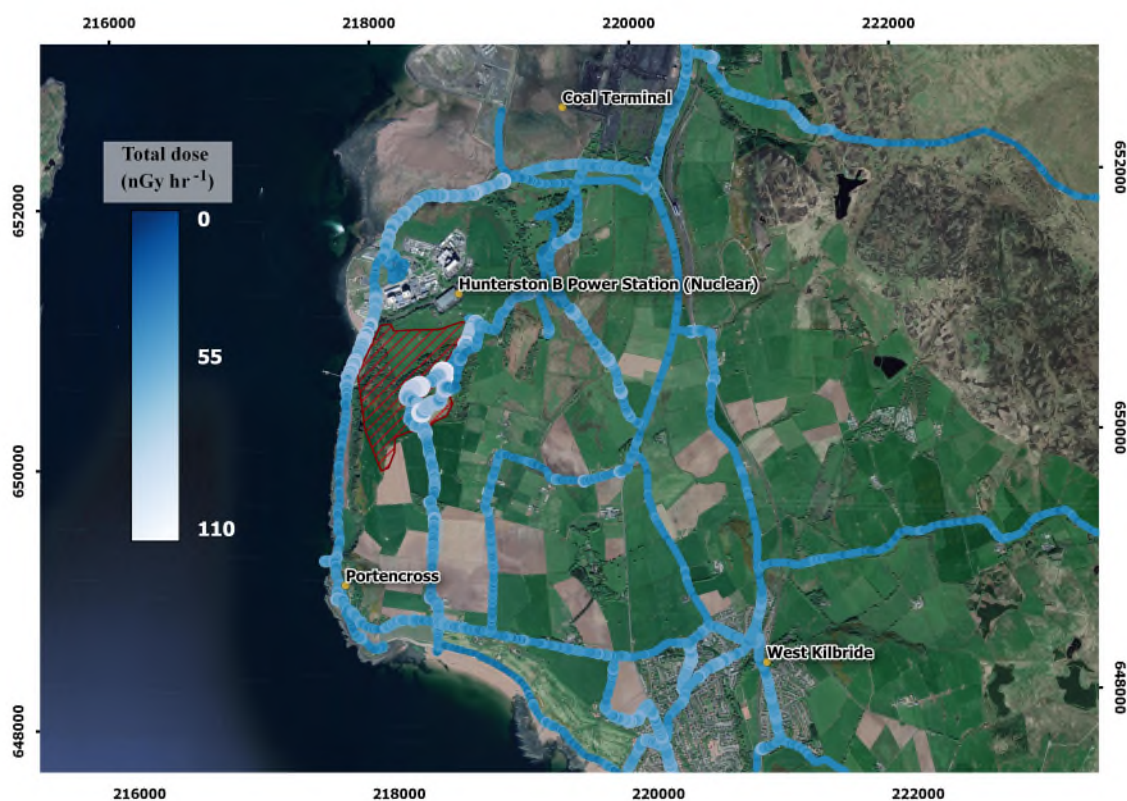 216000
218000
220000
222000
Coal Terminal
Total dose
(nGy hr⁻¹)
0
652000
652000
Hunterston B Power Station (Nuclear)
55
650000
650000
110
Portencross
West Kilbride
648000
648000
216000
218000
220000
222000